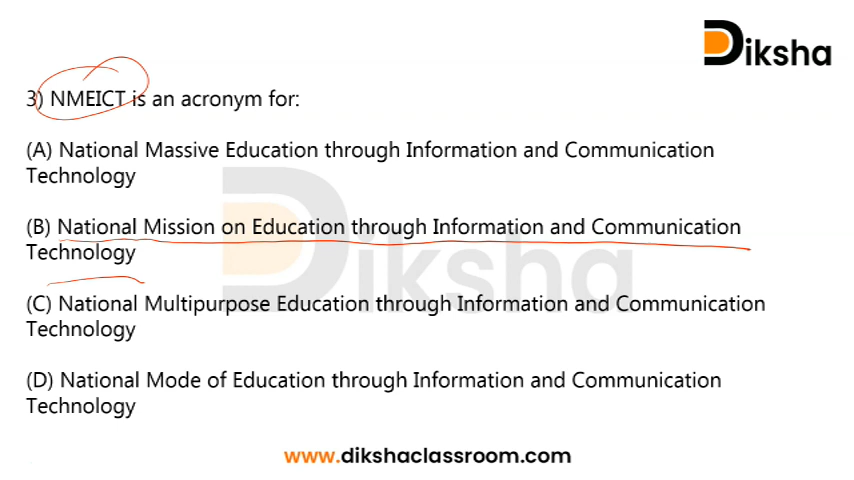 Diksha
3) NMEICT is an acronym for:
(A) National Massive Education through Information and Communication
Technology
(B) National Mission on Education through Information and Communication
Technology
(C) National Multipurpose Education through Information and Communication
Technology
(D) National Mode of Education through Information and Communication
Technology
Diksha
www.dikshaclassroom.com